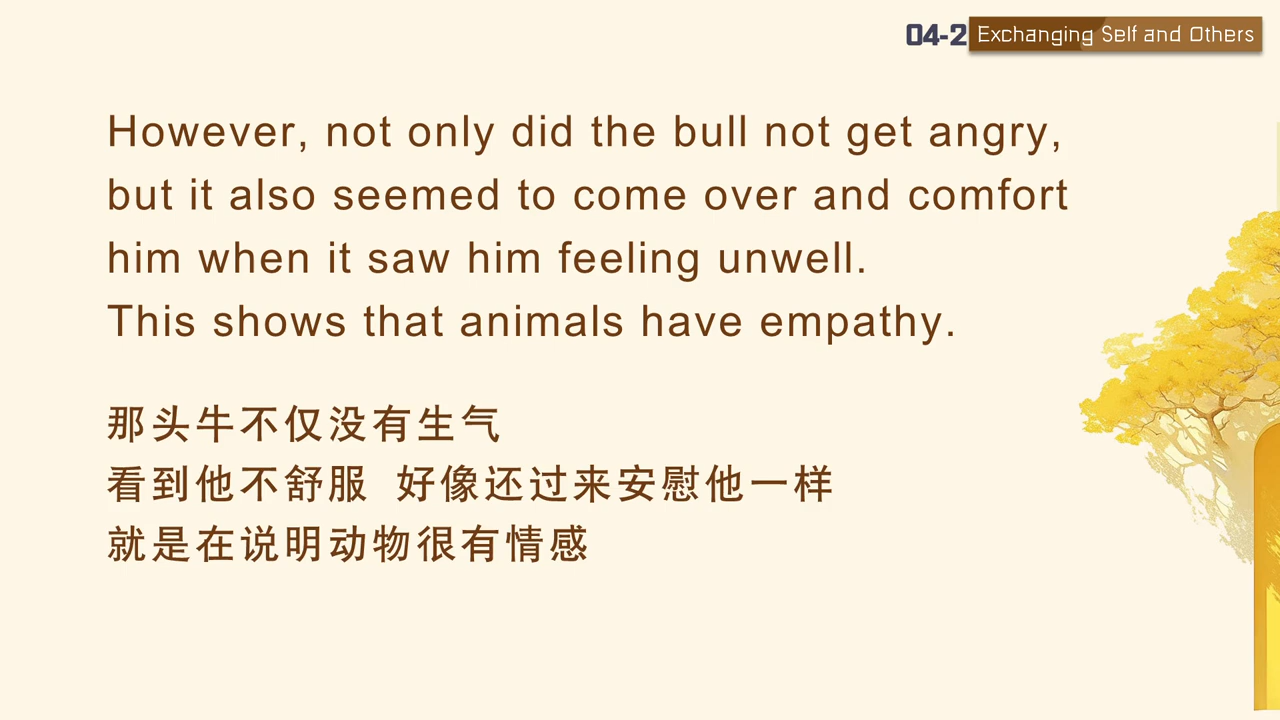 04-2 Exchanging Self and Others
However, not only did the bull not get angry,
but it also seemed to come over and comfort
him when it saw him feeling unwell.
This shows that animals have empathy.
那头牛不仅没有生气
看到他不舒服 好像还过来安慰他一样
就是在说明动物很有情感